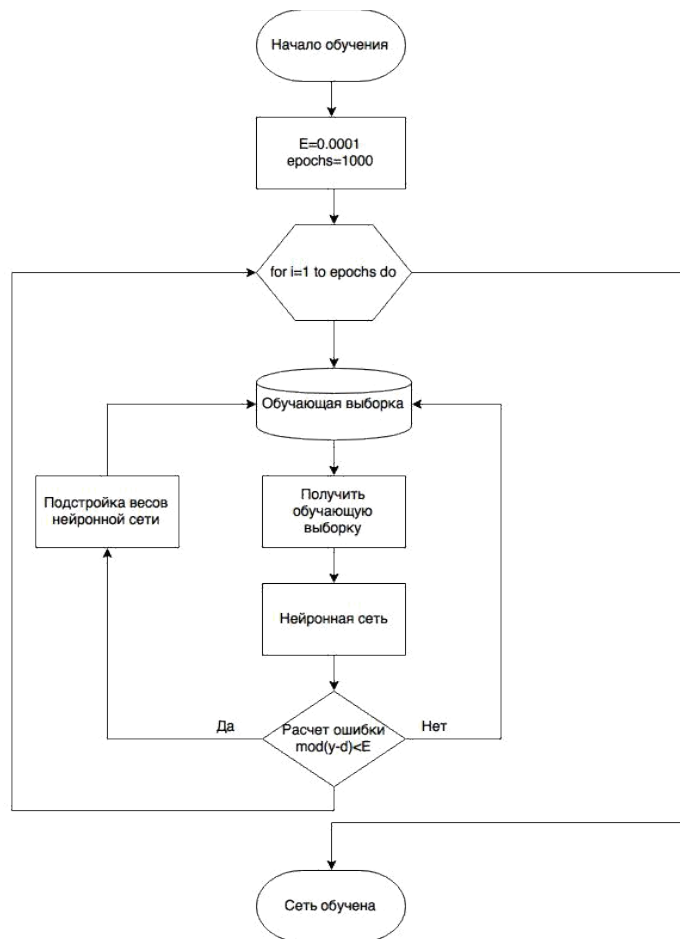 Начало обучения
E=0.0001
epochs=1000
for i=1 to epochs do
Обучающая выборка
Подстройка весов
нейронной сети
Получить
обучающую
выборку
Нейронная сеть
Да
Расчет ошибки
mod(y-d)<E
Нет
Сеть обучена